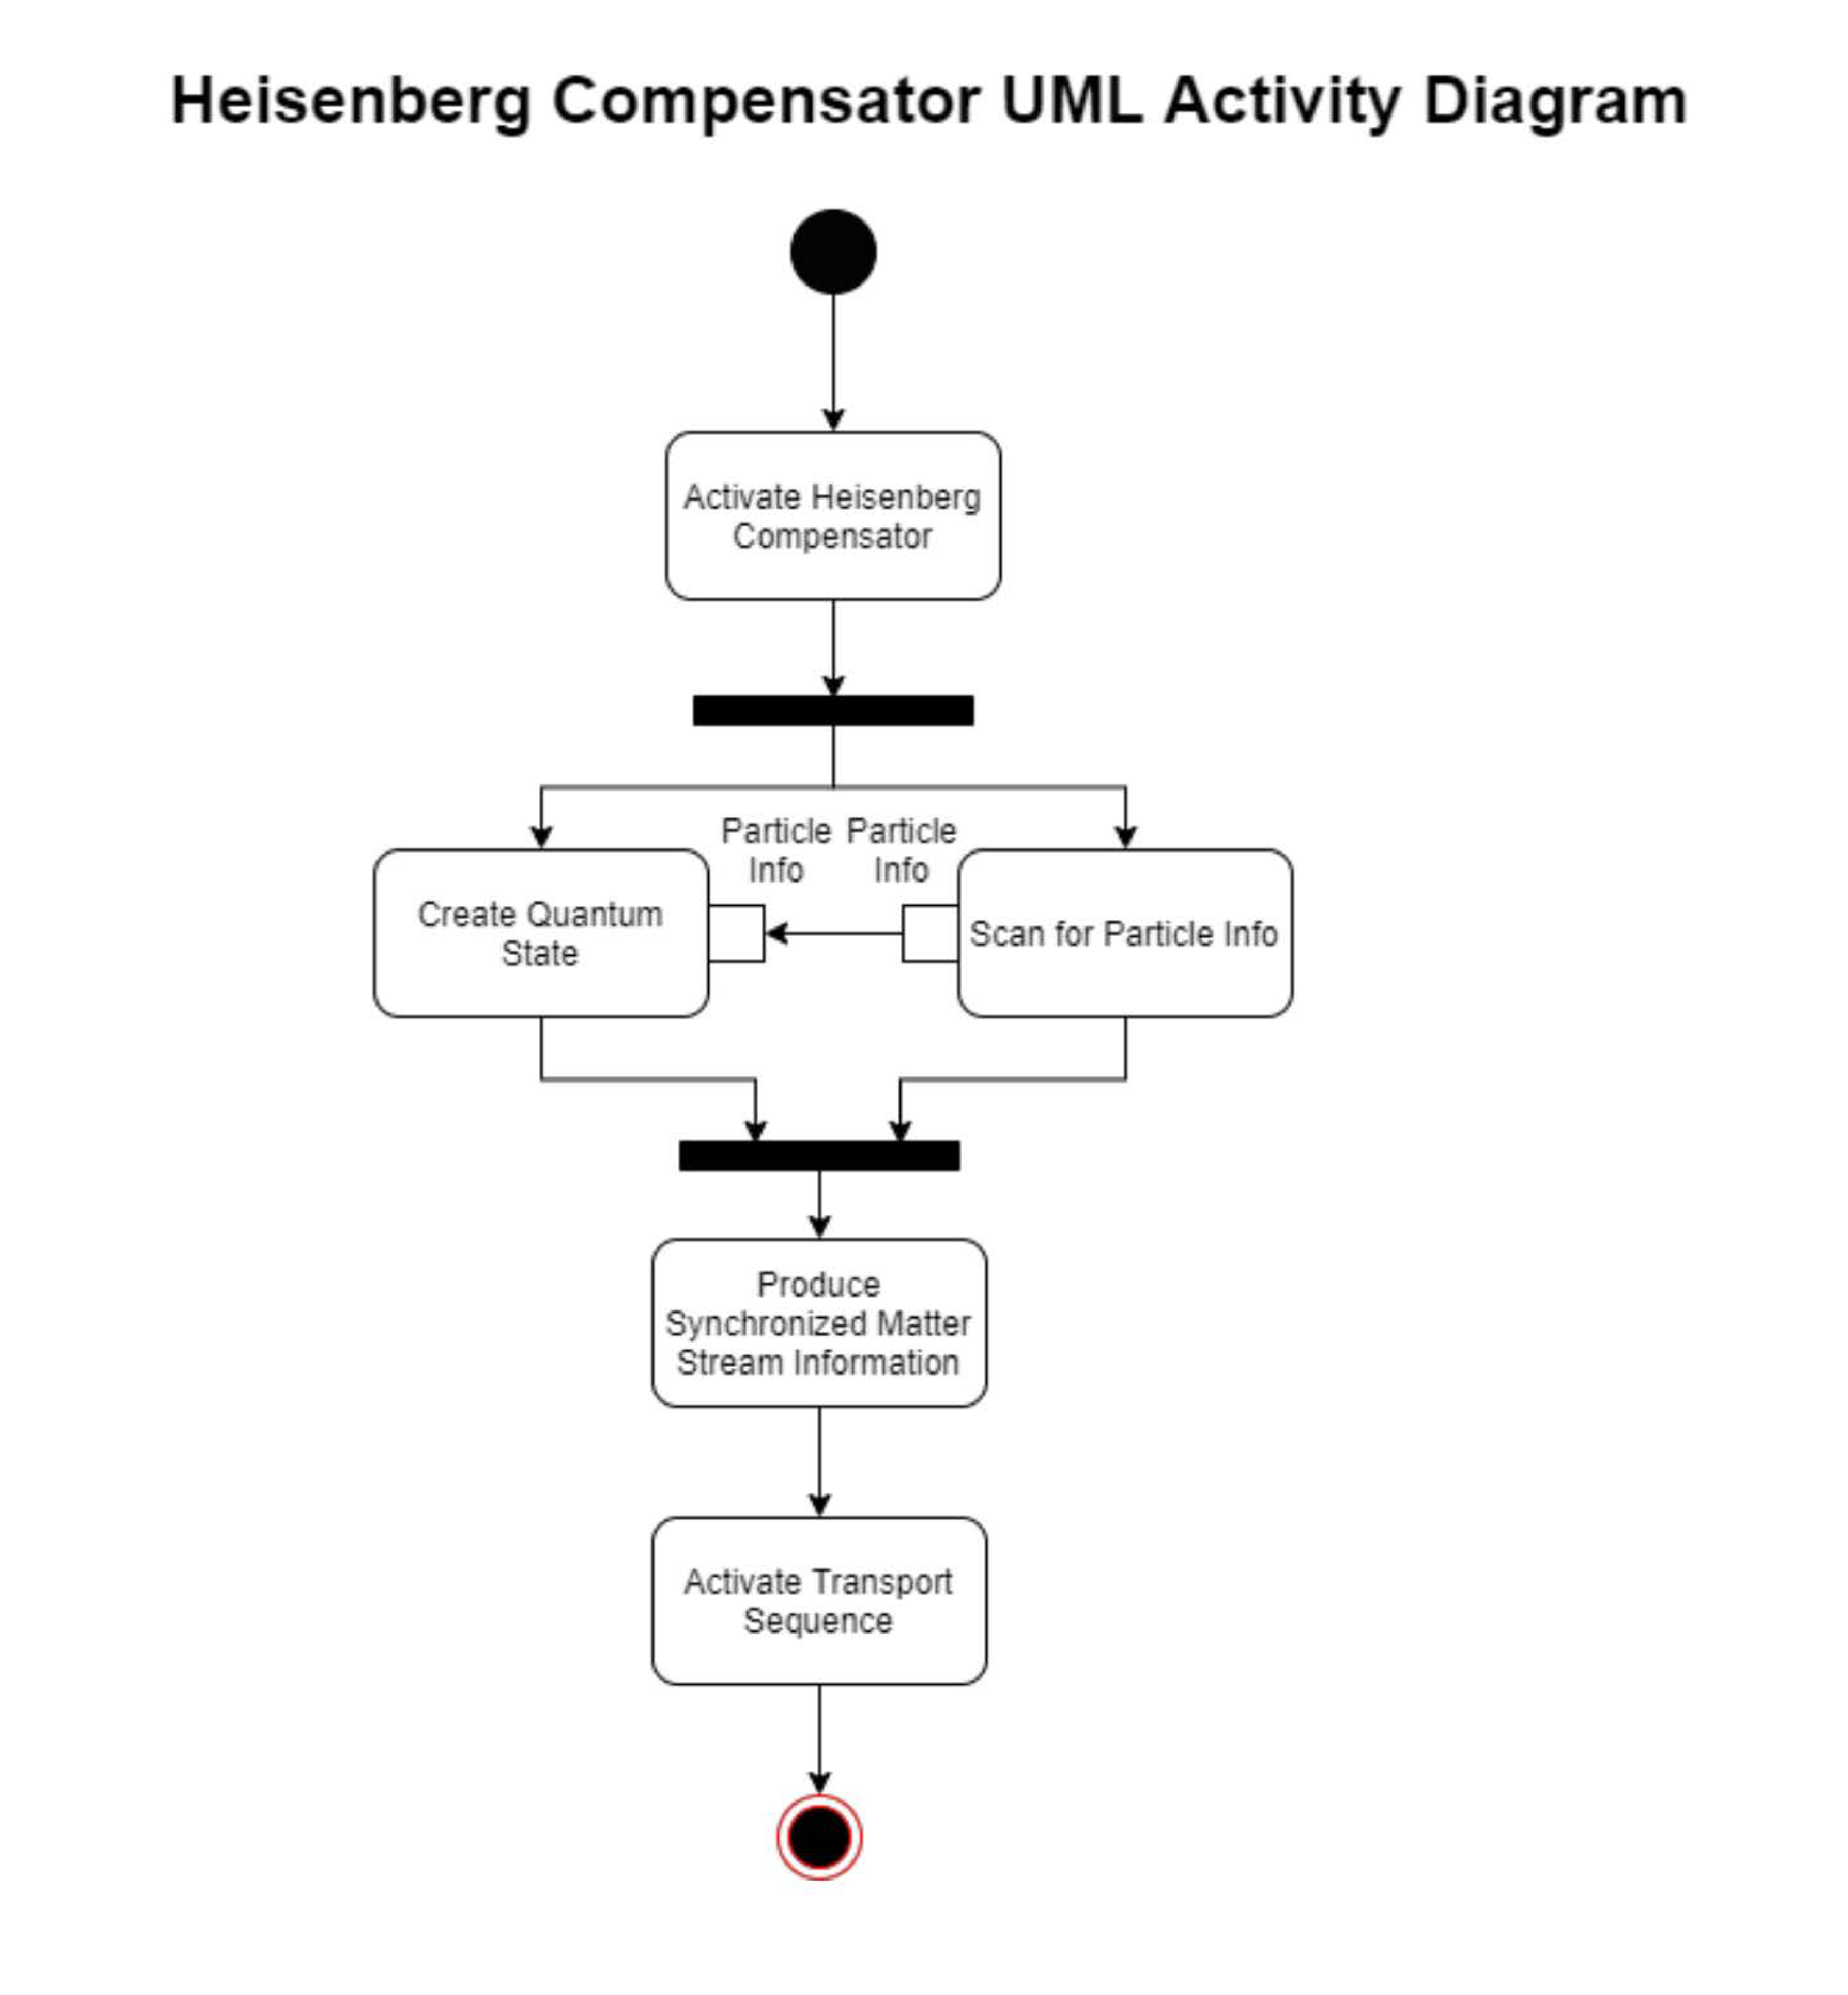 Heisenberg Compensator UML Activity Diagram
Activate Heisenberg
Compensator
Particle
Info
Particle
Info
Create Quantum
State
Scan for Particle Info
Produce
Synchronized Matter
Stream Information
Activate Transport
Sequence